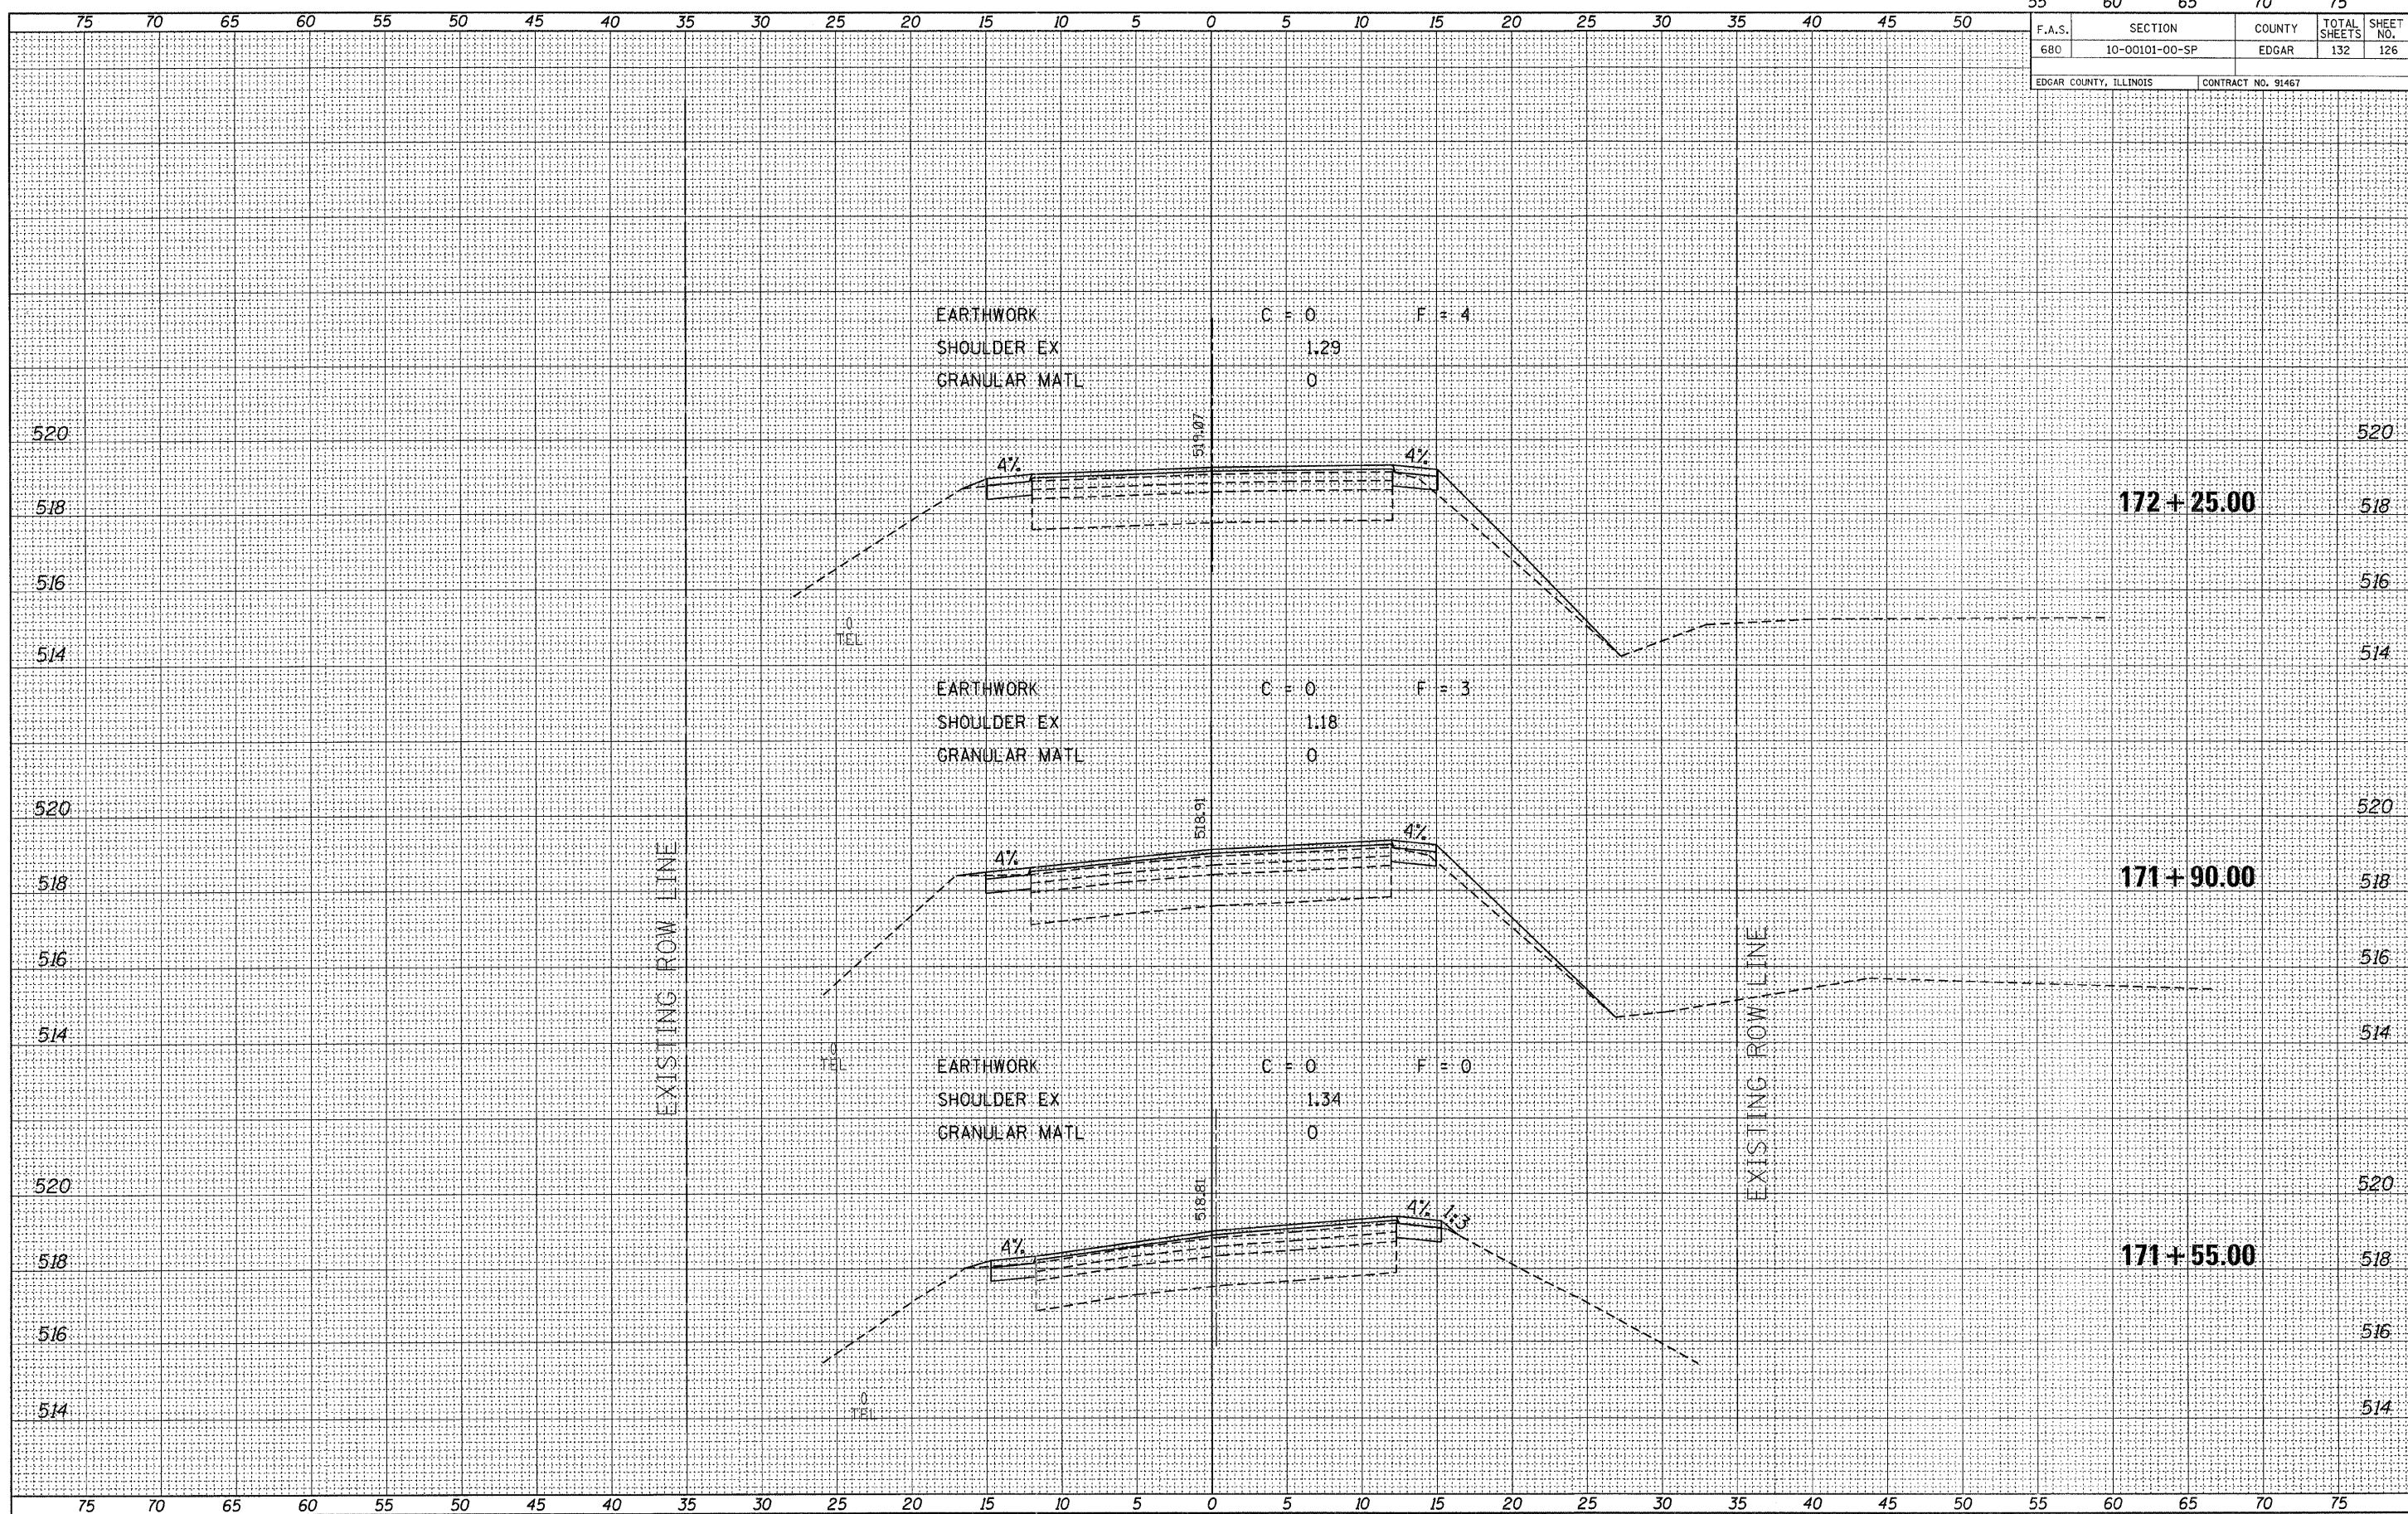 55 60 65 70 75
75 70 65 60 55 50 45 40 35 30 25 20 15 10 5 0 5 10 15 20 25 30 35 40 45 50
F.A.S. SECTION COUNTY TOTAL SHEETS SHEET NO.
680 10-00101-00-SP EDGAR 132 126
EDGAR COUNTY, ILLINOIS CONTRACT NO. 91467
EARTHWORK C = 0 F = 4
SHOULDER EX 1.29
GRANULAR MATL 0
519.07
520 520
4% 4%
172+25.00
518 518
516 516
0
TEL
514 514
EARTHWORK C = 0 F = 3
SHOULDER EX 1.18
GRANULAR MATL 0
518.91
520 520
4% 4%
171+90.00
518 518
EXISTING ROW LINE
EXISTING ROW LINE
516 516
514 514
0
TEL
EARTHWORK C = 0 F = 0
SHOULDER EX 1.34
GRANULAR MATL 0
518.81
520 520
4% 4% 1:3
171+55.00
518 518
516 516
0
TEL
514 514
75 70 65 60 55 50 45 40 35 30 25 20 15 10 5 0 5 10 15 20 25 30 35 40 45 50 55 60 65 70 75